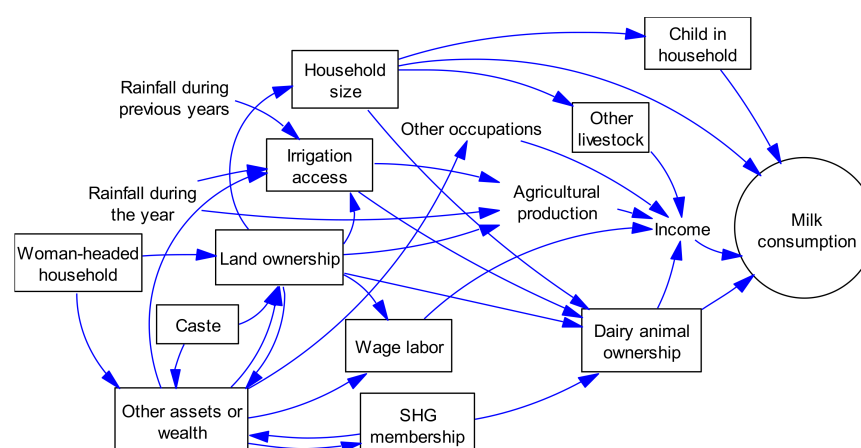 Child in
household
Household
size
Rainfall during
previous years
Other occupations
Other
livestock
Irrigation
access
Rainfall during
the year
Agricultural
production
Income
Milk
consumption
Woman-headed
household
Land ownership
Caste
Wage labor
Dairy animal
ownership
Other assets or
wealth
SHG
membership